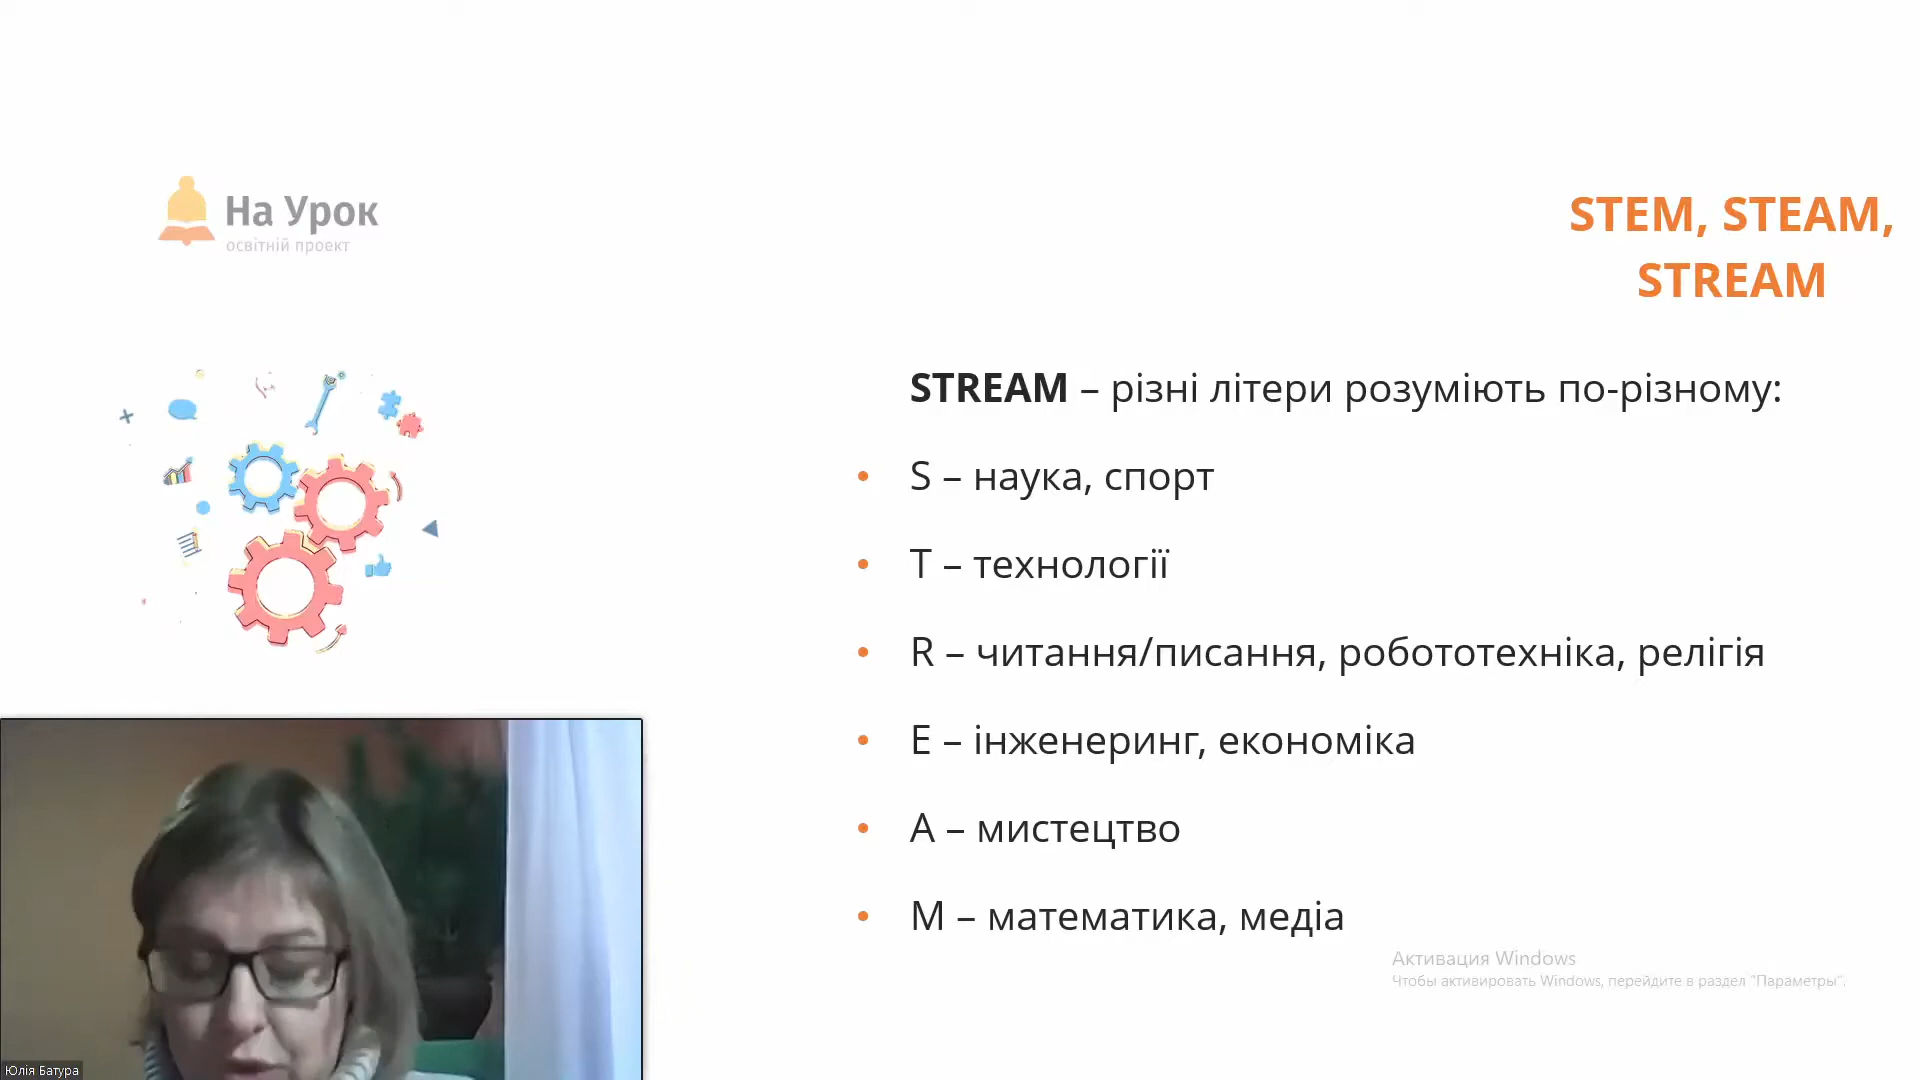 На Урок
освітній проект
STEM, STEAM,
STREAM
STREAM – різні літери розуміють по-різному:
• S – наука, спорт
• T – технології
• R – читання/писання, робототехніка, релігія
• E – інженеринг, економіка
• A – мистецтво
• M – математика, медіа
Активация Windows
Чтобы активировать Windows, перейдите в раздел "Параметры".
Юлія Батура